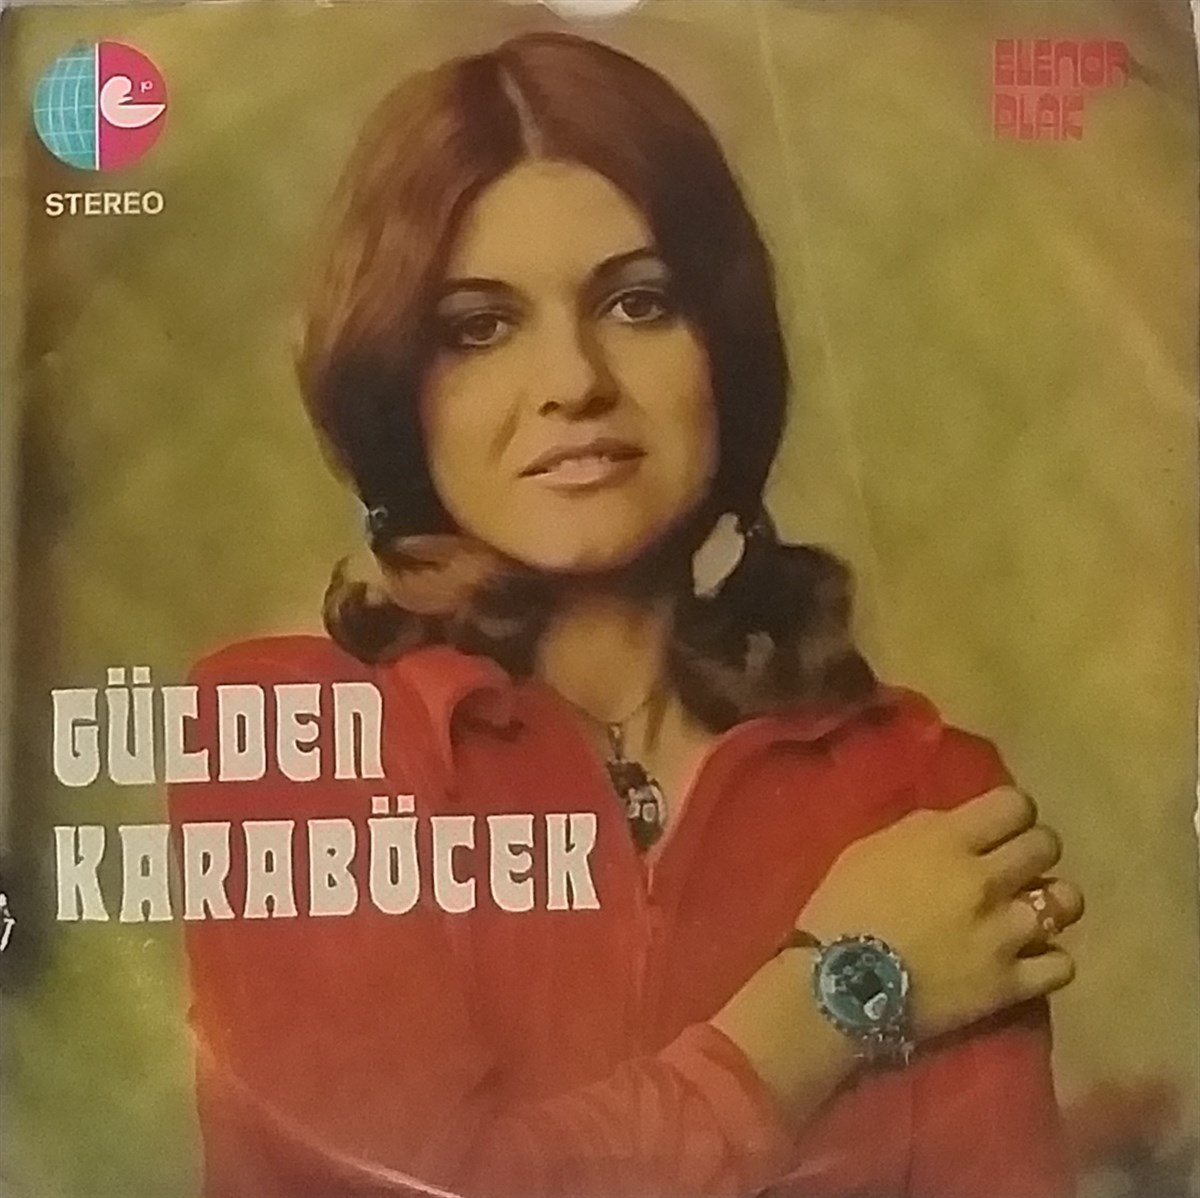 STEREO
ELENOR
PLAK
GÜLDEN
KARABÖCEK